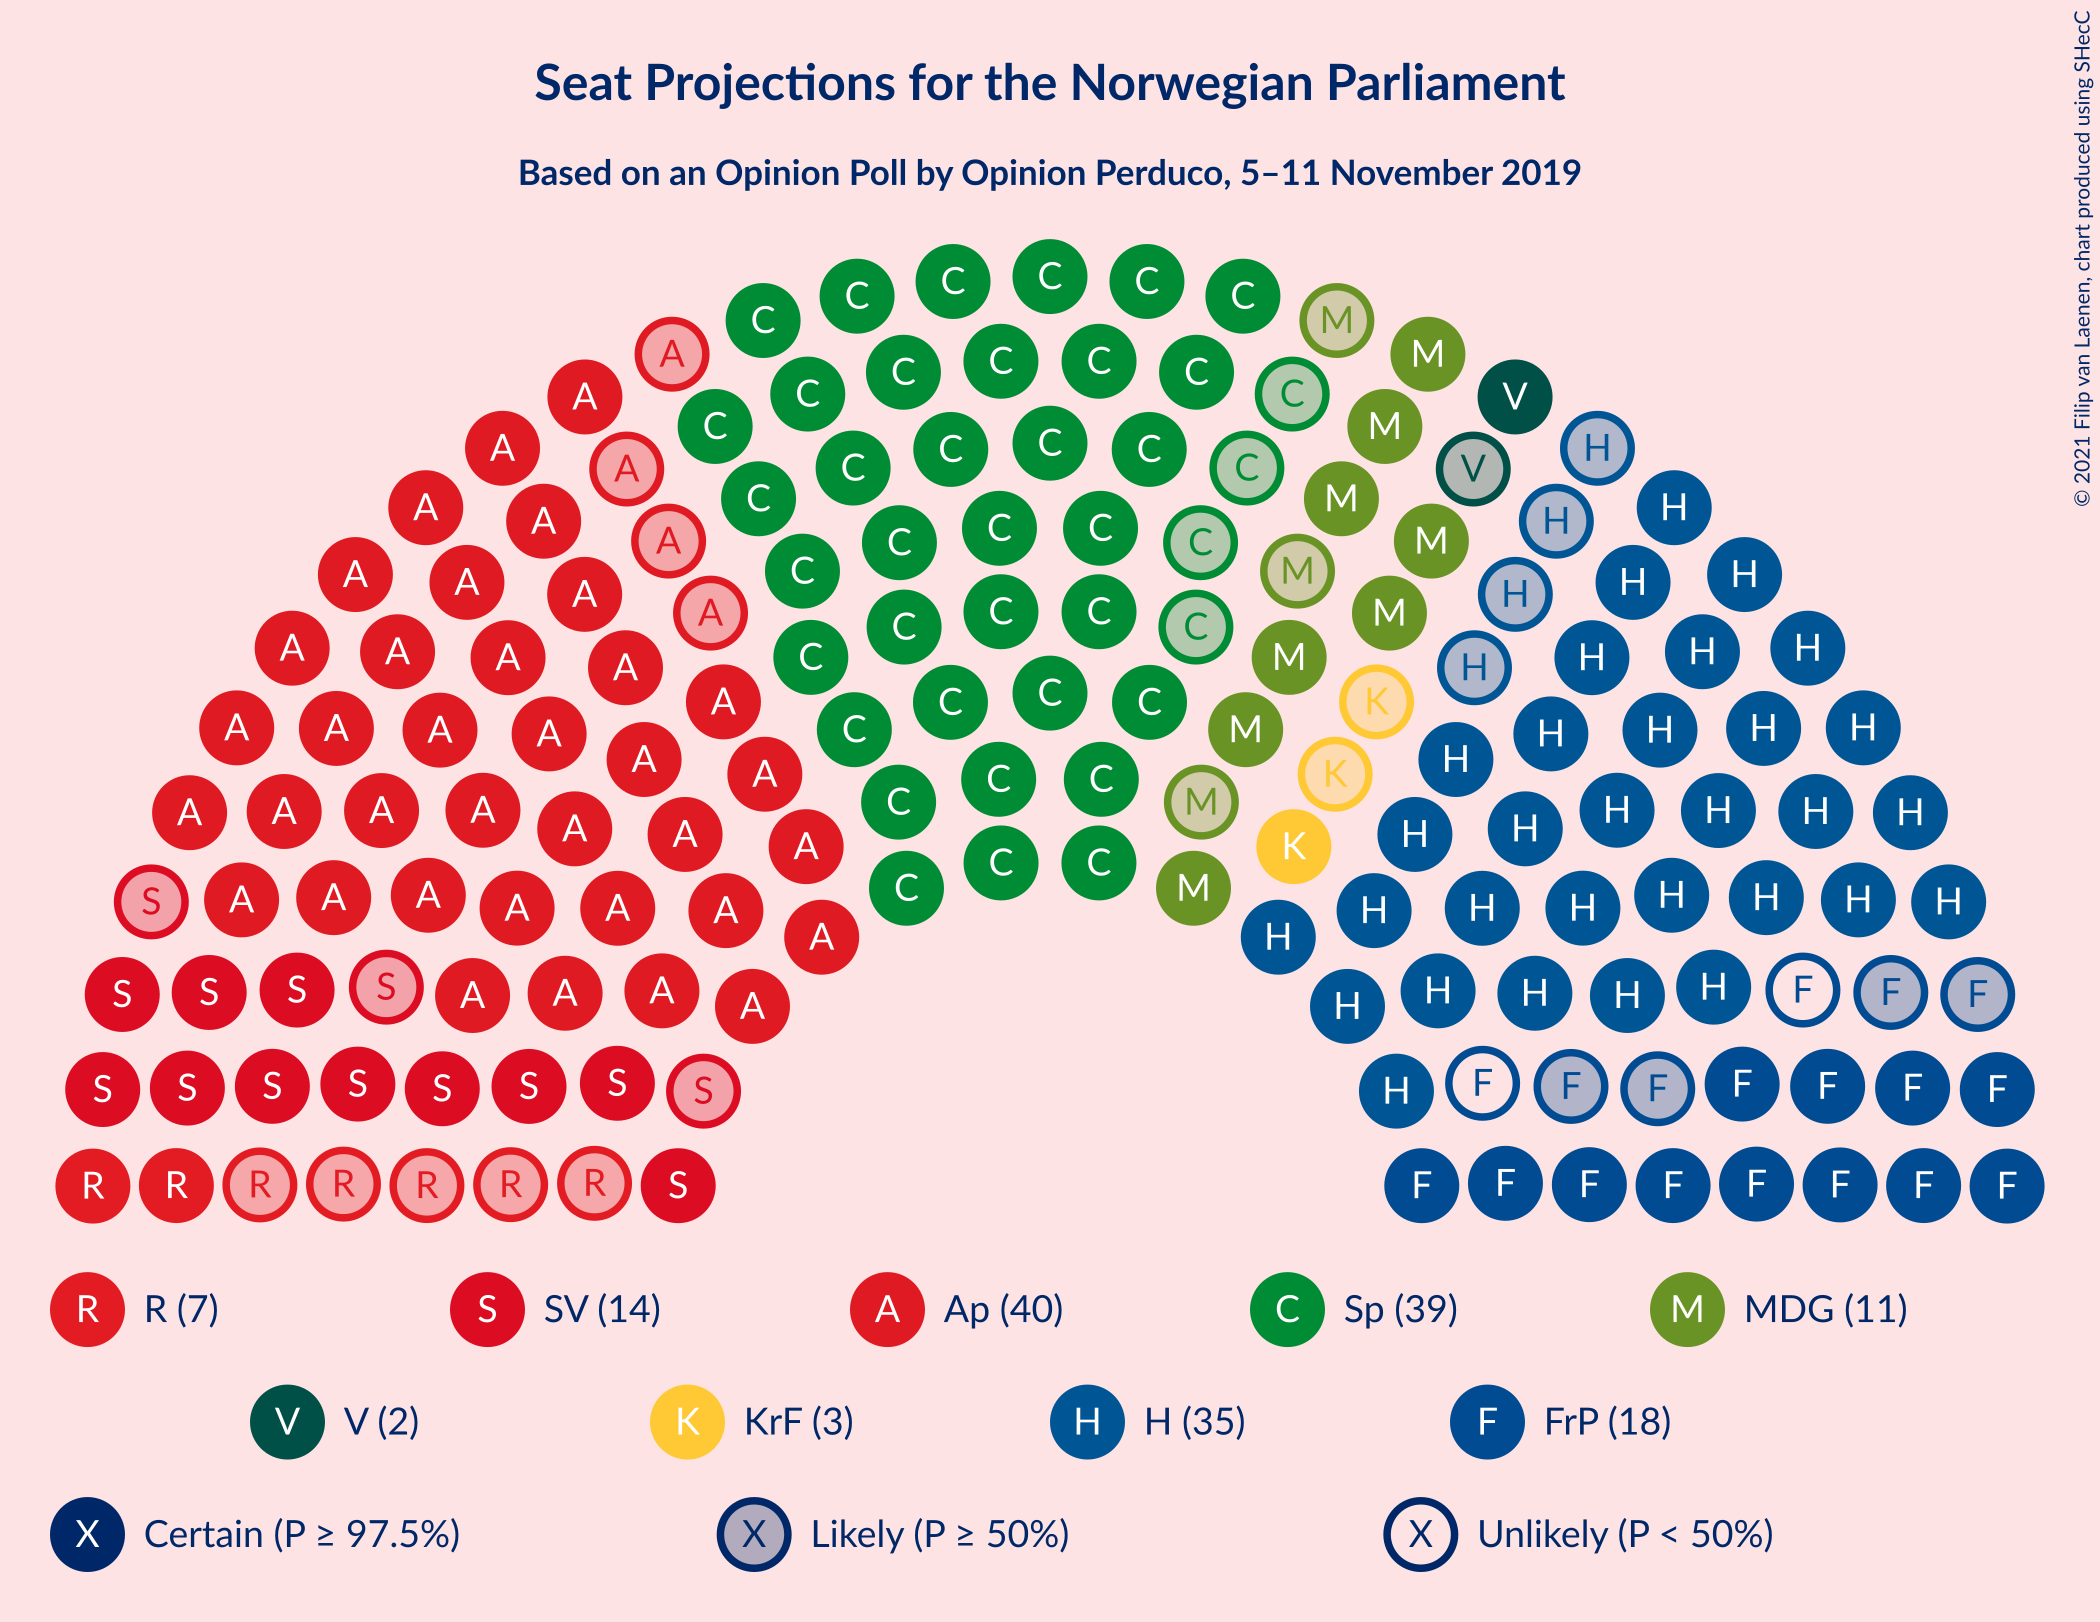 Seat Projections for the Norwegian Parliament
Based on an Opinion Poll by Opinion Perduco, 5–11 November 2019
© 2021 Filip van Laenen, chart produced using SHecC
C C C C C C M
A C C C C C C M
A A C C C C C C M V
A A C C C C C C M V H
A A A C C C C C M M H H
A A A C C C C C M M H H
A A A A C C C C M K H H H
A A A A A C C C M K H H H H
A A A A A A C C C M K H H H H H H
S A A A A A A A C C C M H H H H H H H H
S S S S A A A A H H H H H F F F
S S S S S S S S H F F F F F F F
R R R R R R R S F F F F F F F F
R R (7) S SV (14) A Ap (40) C Sp (39) M MDG (11)
V V (2) K KrF (3) H H (35) F FrP (18)
X Certain (P ≥ 97.5%) X Likely (P ≥ 50%) X Unlikely (P < 50%)